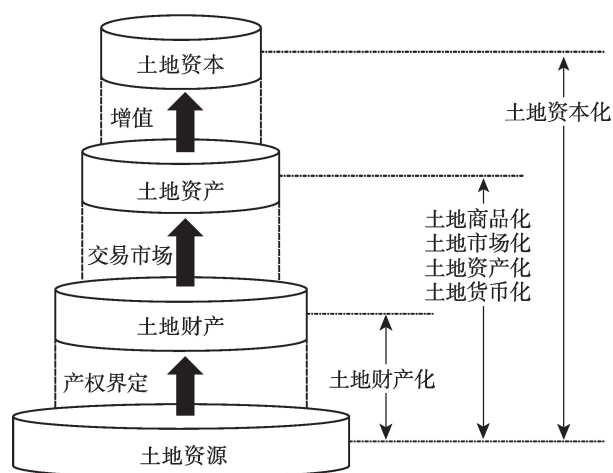 土地资本
增值
土地资本化
土地资产
土地商品化
土地市场化
土地资产化
土地货币化
交易市场
土地财产
产权界定
土地财产化
土地资源